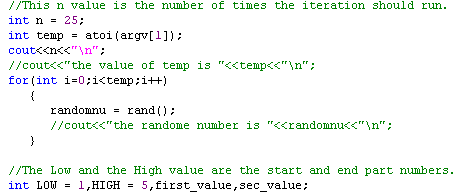 //This n value is the number of times the iteration should run.
int n = 25;
int temp = atoi(argv[1]);
cout<<n<<"\n";
//cout<<"the value of temp is "<<temp<<"\n";
for(int i=0;i<temp;i++)
{
randomnu = rand();
//cout<<"the randome number is "<<randomnu<<"\n";
}
//The Low and the High value are the start and end part numbers.
int LOW = 1,HIGH = 5,first_value,sec_value;